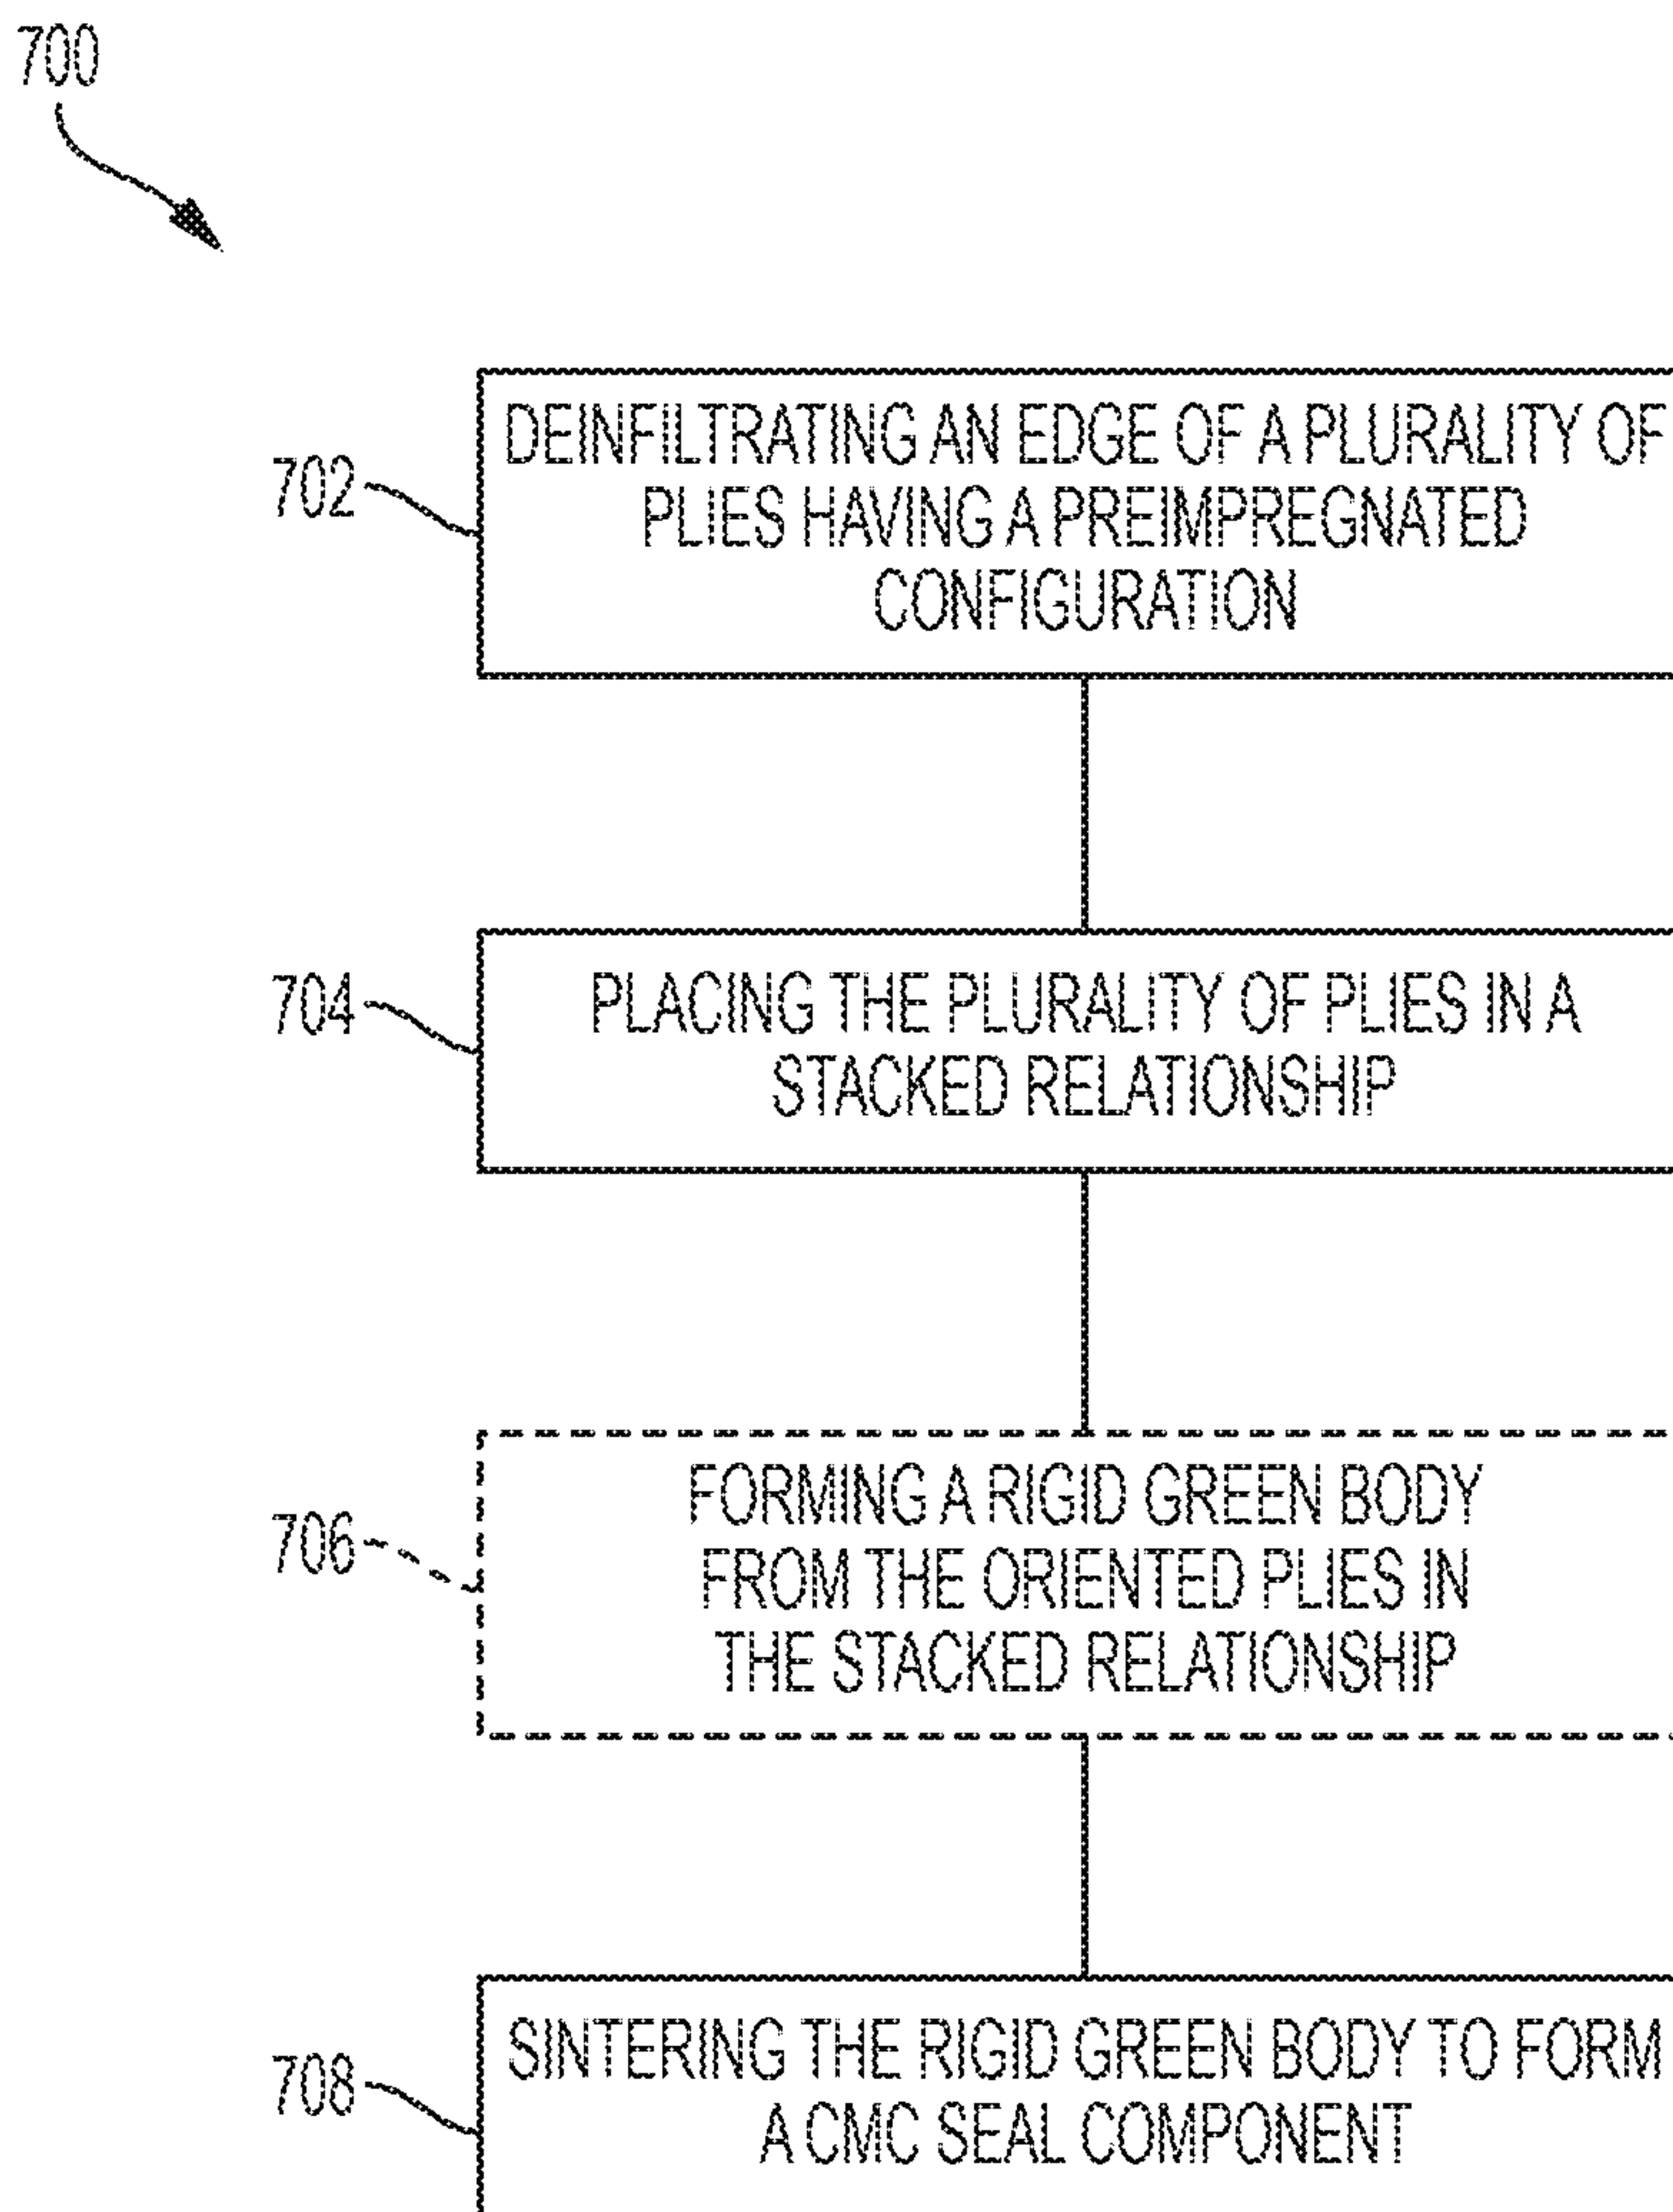 700
702
DEINFILTRATING AN EDGE OF A PLURALITY OF
PLIES HAVING A PREIMPREGNATED
CONFIGURATION
704
PLACING THE PLURALITY OF PLIES IN A
STACKED RELATIONSHIP
706
FORMING A RIGID GREEN BODY
FROM THE ORIENTED PLIES IN
THE STACKED RELATIONSHIP
708
SINTERING THE RIGID GREEN BODY TO FORM
A CMC SEAL COMPONENT